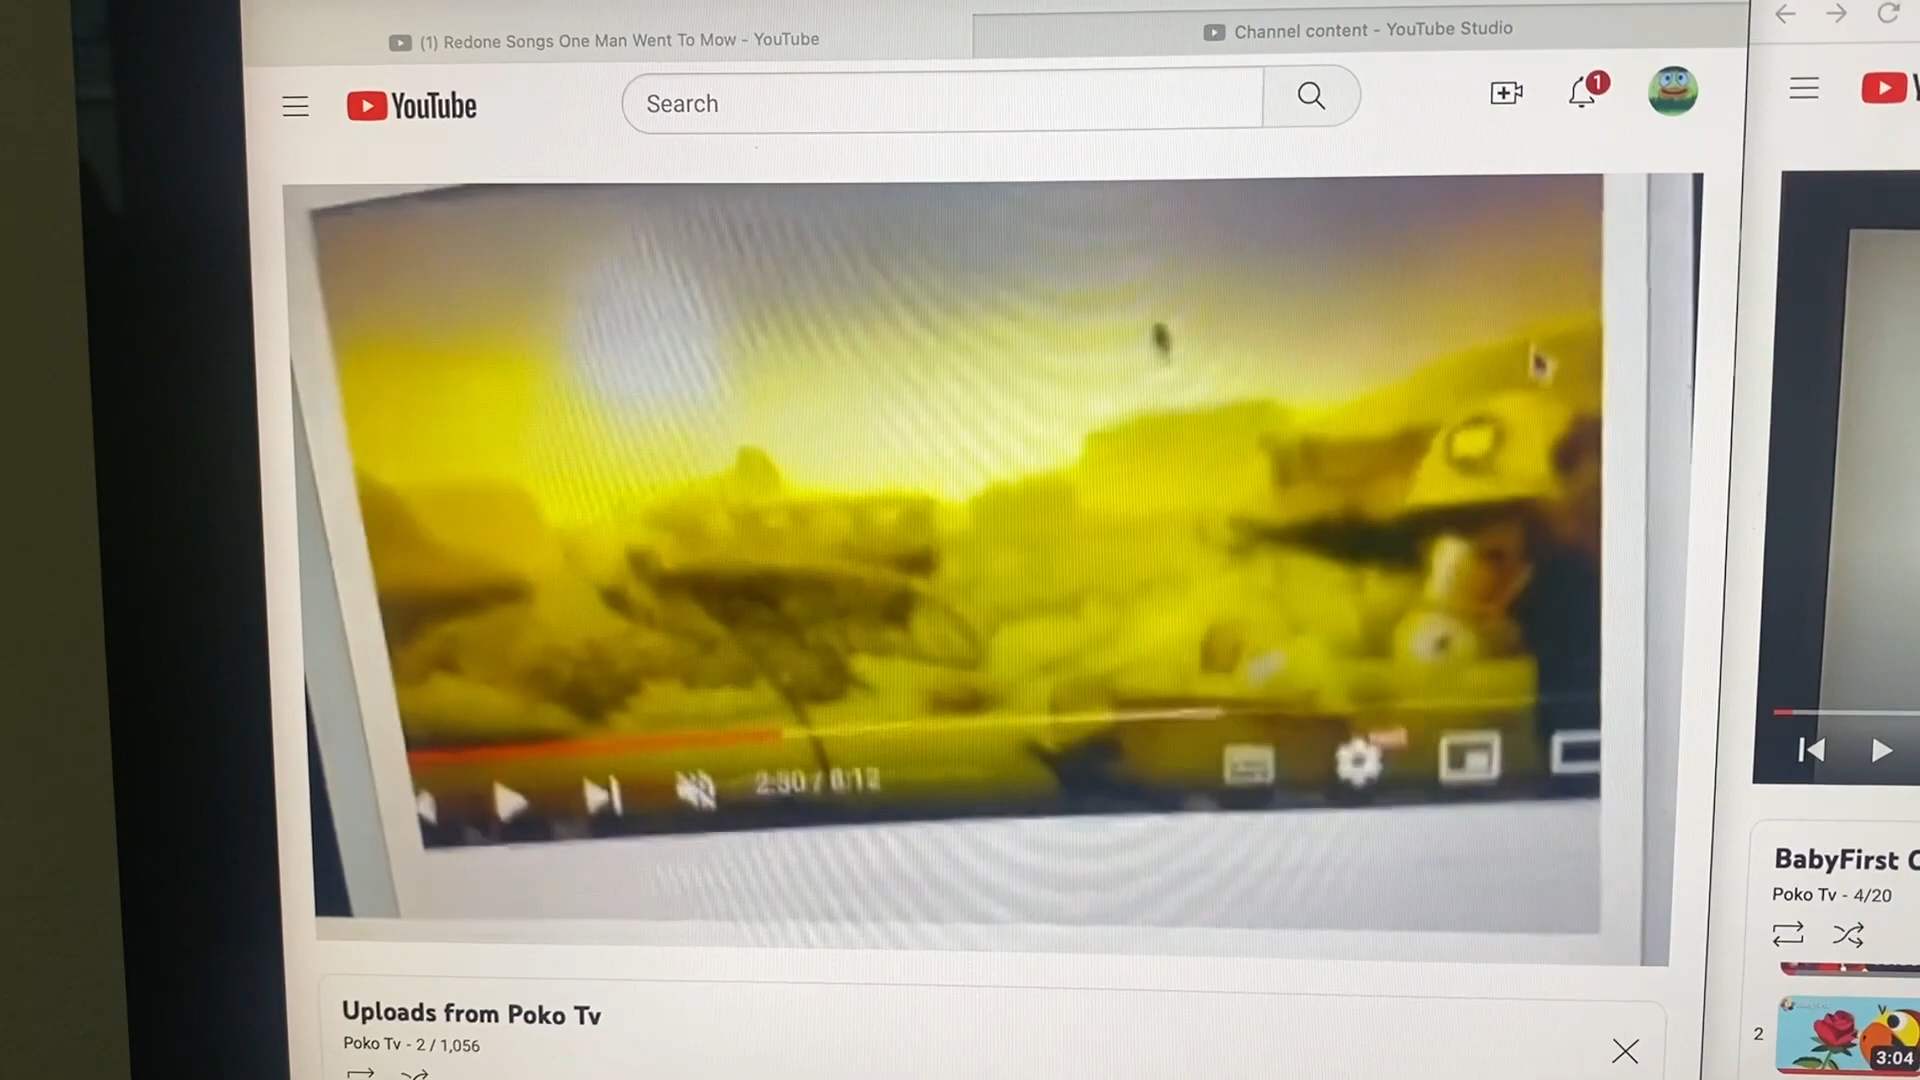 (1) Redone Songs One Man Went To Mow - YouTube
Channel content - YouTube Studio
YouTube
Search
1
Uploads from Poko Tv
Poko Tv - 2 / 1,056
BabyFirst
Poko Tv - 4/20
2
3:04